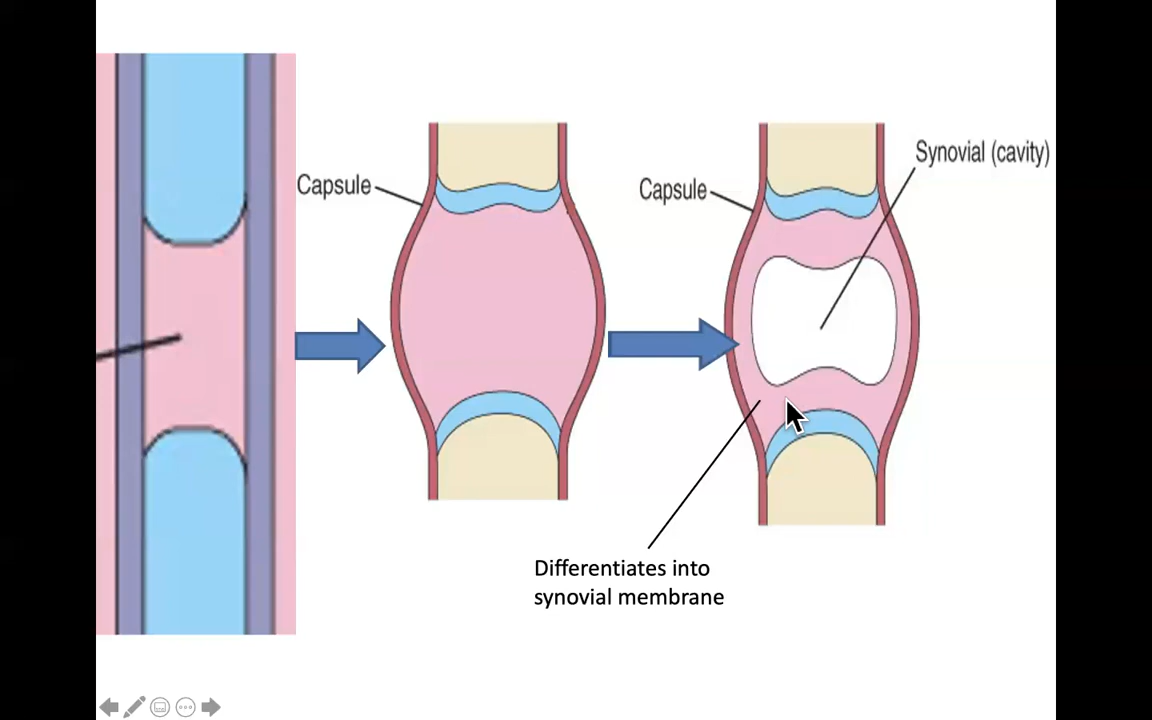 Capsule
Capsule
Synovial (cavity)
Differentiates into
synovial membrane